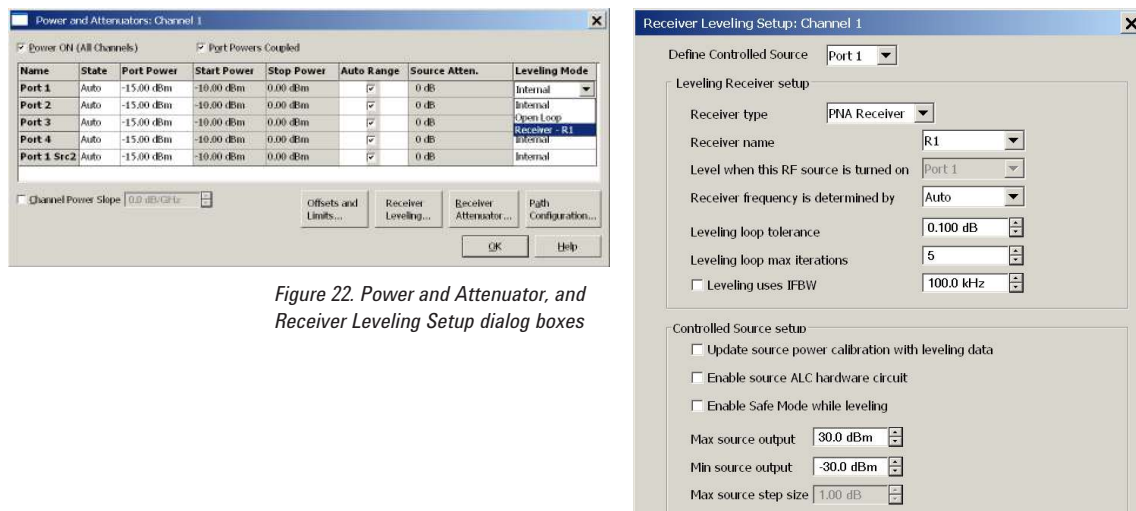 Power and Attenuators: Channel 1
Power ON (All Channels) Port Powers Coupled
Name State Port Power Start Power Stop Power Auto Range Source Atten. Leveling Mode
Port 1 Auto -15.00 dBm -10.00 dBm 0.00 dBm 0 dB Internal
Port 2 Auto -15.00 dBm -10.00 dBm 0.00 dBm 0 dB Internal
Port 3 Auto -15.00 dBm -10.00 dBm 0.00 dBm 0 dB Open Loop
Receiver - R1
Port 4 Auto -15.00 dBm -10.00 dBm 0.00 dBm 0 dB Internal
Port 1 Src2 Auto -15.00 dBm -10.00 dBm 0.00 dBm 0 dB Internal
Channel Power Slope 0.0 dB/GHz
Offsets and Limits...
Receiver Leveling...
Receiver Attenuator...
Path Configuration...
OK Help
Figure 22. Power and Attenuator, and
Receiver Leveling Setup dialog boxes
Receiver Leveling Setup: Channel 1
Define Controlled Source Port 1
Leveling Receiver setup
Receiver type PNA Receiver
Receiver name R1
Level when this RF source is turned on Port 1
Receiver frequency is determined by Auto
Leveling loop tolerance 0.100 dB
Leveling loop max iterations 5
Leveling uses IFBW 100.0 kHz
Controlled Source setup
Update source power calibration with leveling data
Enable source ALC hardware circuit
Enable Safe Mode while leveling
Max source output 30.0 dBm
Min source output -30.0 dBm
Max source step size 1.00 dB